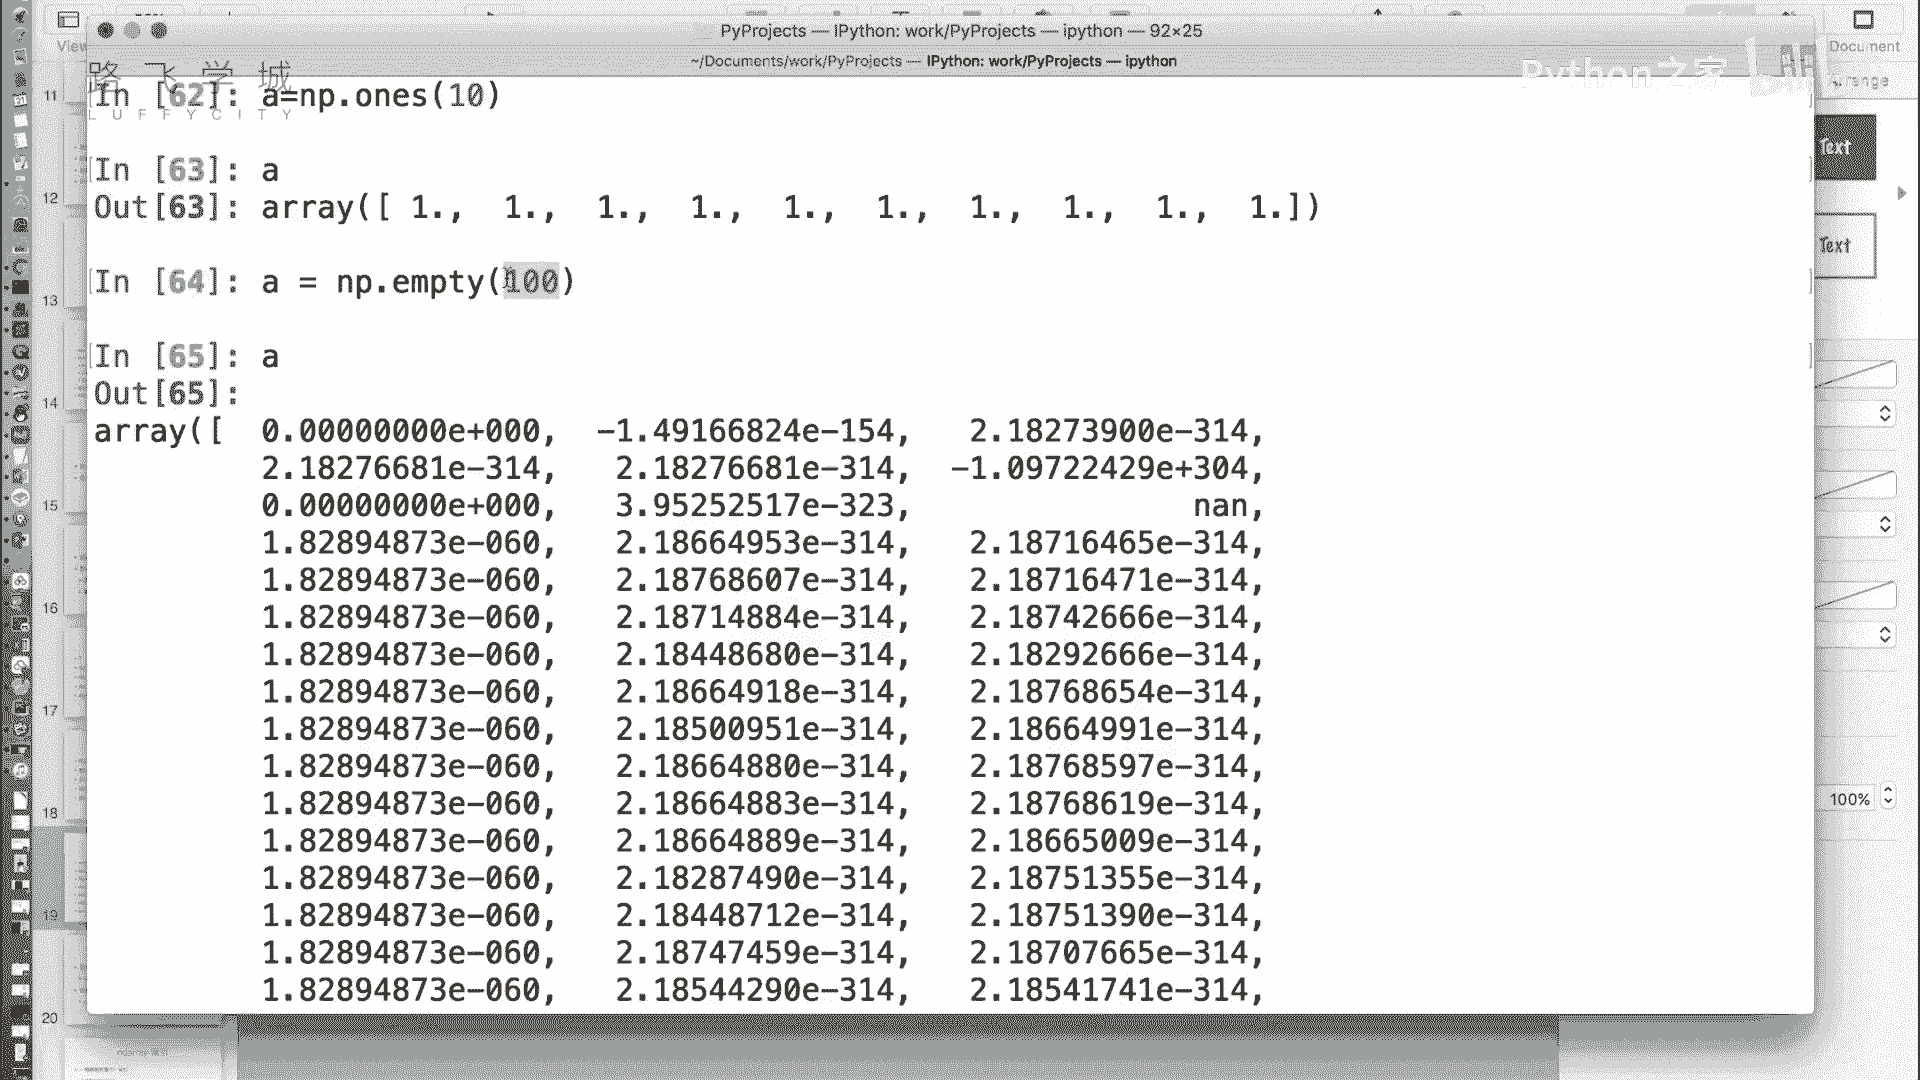 PyProjects — IPython: work/PyProjects — ipython — 92×25
~/Documents/work/PyProjects — IPython: work/PyProjects — ipython
View
Document
Arrange
路飞学城
LUFFYCITY
Python之家
In [62]: a=np.ones(10)
In [63]: a
Out[63]: array([ 1., 1., 1., 1., 1., 1., 1., 1., 1., 1.])
In [64]: a = np.empty(100)
In [65]: a
Out[65]:
array([ 0.00000000e+000, -1.49166824e-154, 2.18273900e-314,
2.18276681e-314, 2.18276681e-314, -1.09722429e+304,
0.00000000e+000, 3.95252517e-323, nan,
1.82894873e-060, 2.18664953e-314, 2.18716465e-314,
1.82894873e-060, 2.18768607e-314, 2.18716471e-314,
1.82894873e-060, 2.18714884e-314, 2.18742666e-314,
1.82894873e-060, 2.18448680e-314, 2.18292666e-314,
1.82894873e-060, 2.18664918e-314, 2.18768654e-314,
1.82894873e-060, 2.18500951e-314, 2.18664991e-314,
1.82894873e-060, 2.18664880e-314, 2.18768597e-314,
1.82894873e-060, 2.18664883e-314, 2.18768619e-314,
1.82894873e-060, 2.18664889e-314, 2.18665009e-314,
1.82894873e-060, 2.18287490e-314, 2.18751355e-314,
1.82894873e-060, 2.18448712e-314, 2.18751390e-314,
1.82894873e-060, 2.18747459e-314, 2.18707665e-314,
1.82894873e-060, 2.18544290e-314, 2.18541741e-314,
11
12
13
14
15
16
17
18
19
20
Text
Text
100%